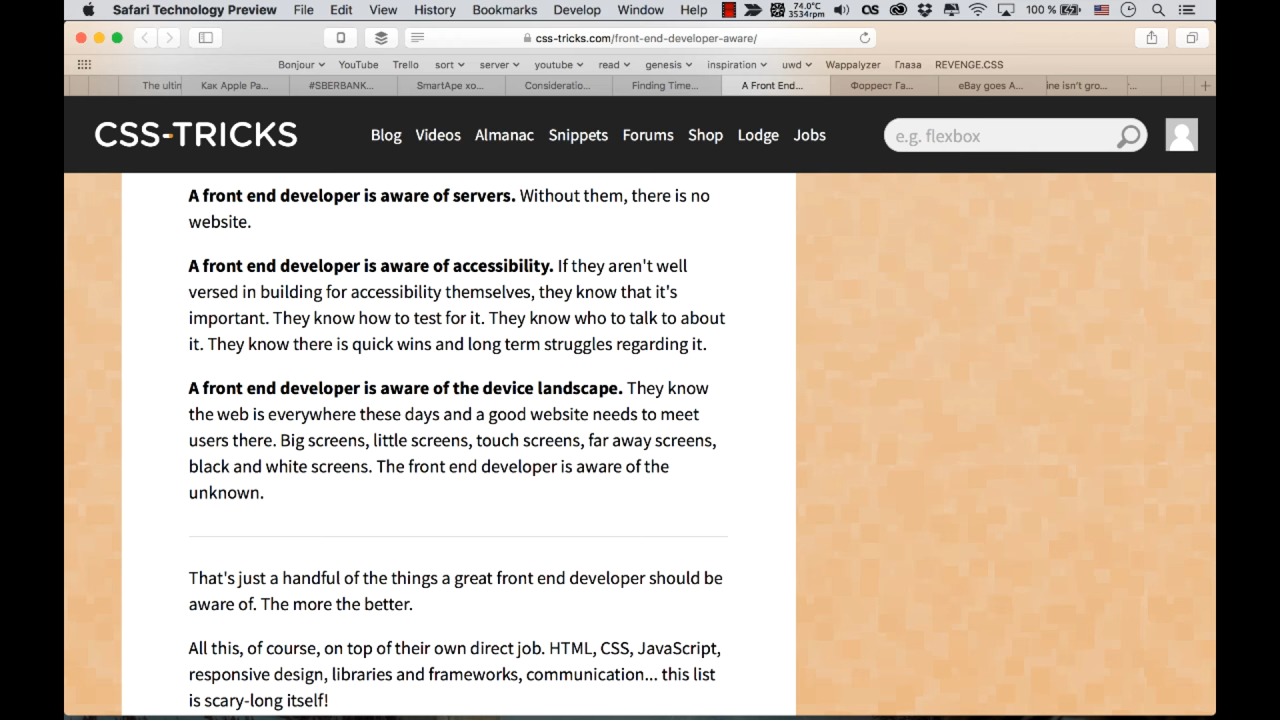 Safari Technology Preview File Edit View History Bookmarks Develop Window Help 74.0°C 3534rpm 100 %
css-tricks.com/front-end-developer-aware/
Bonjour YouTube Trello sort server youtube read genesis inspiration uwd Wappalyzer Глаза REVENGE.CSS
The ultin Как Apple Pa... #SBERBANK... SmartApe xo... Consideratio... Finding Time... A Front End... Форрест Га... eBay goes A... ine isn't gro...
CSS-TRICKS Blog Videos Almanac Snippets Forums Shop Lodge Jobs e.g. flexbox
A front end developer is aware of servers. Without them, there is no
website.
A front end developer is aware of accessibility. If they aren't well
versed in building for accessibility themselves, they know that it's
important. They know how to test for it. They know who to talk to about
it. They know there is quick wins and long term struggles regarding it.
A front end developer is aware of the device landscape. They know
the web is everywhere these days and a good website needs to meet
users there. Big screens, little screens, touch screens, far away screens,
black and white screens. The front end developer is aware of the
unknown.
That's just a handful of the things a great front end developer should be
aware of. The more the better.
All this, of course, on top of their own direct job. HTML, CSS, JavaScript,
responsive design, libraries and frameworks, communication... this list
is scary-long itself!